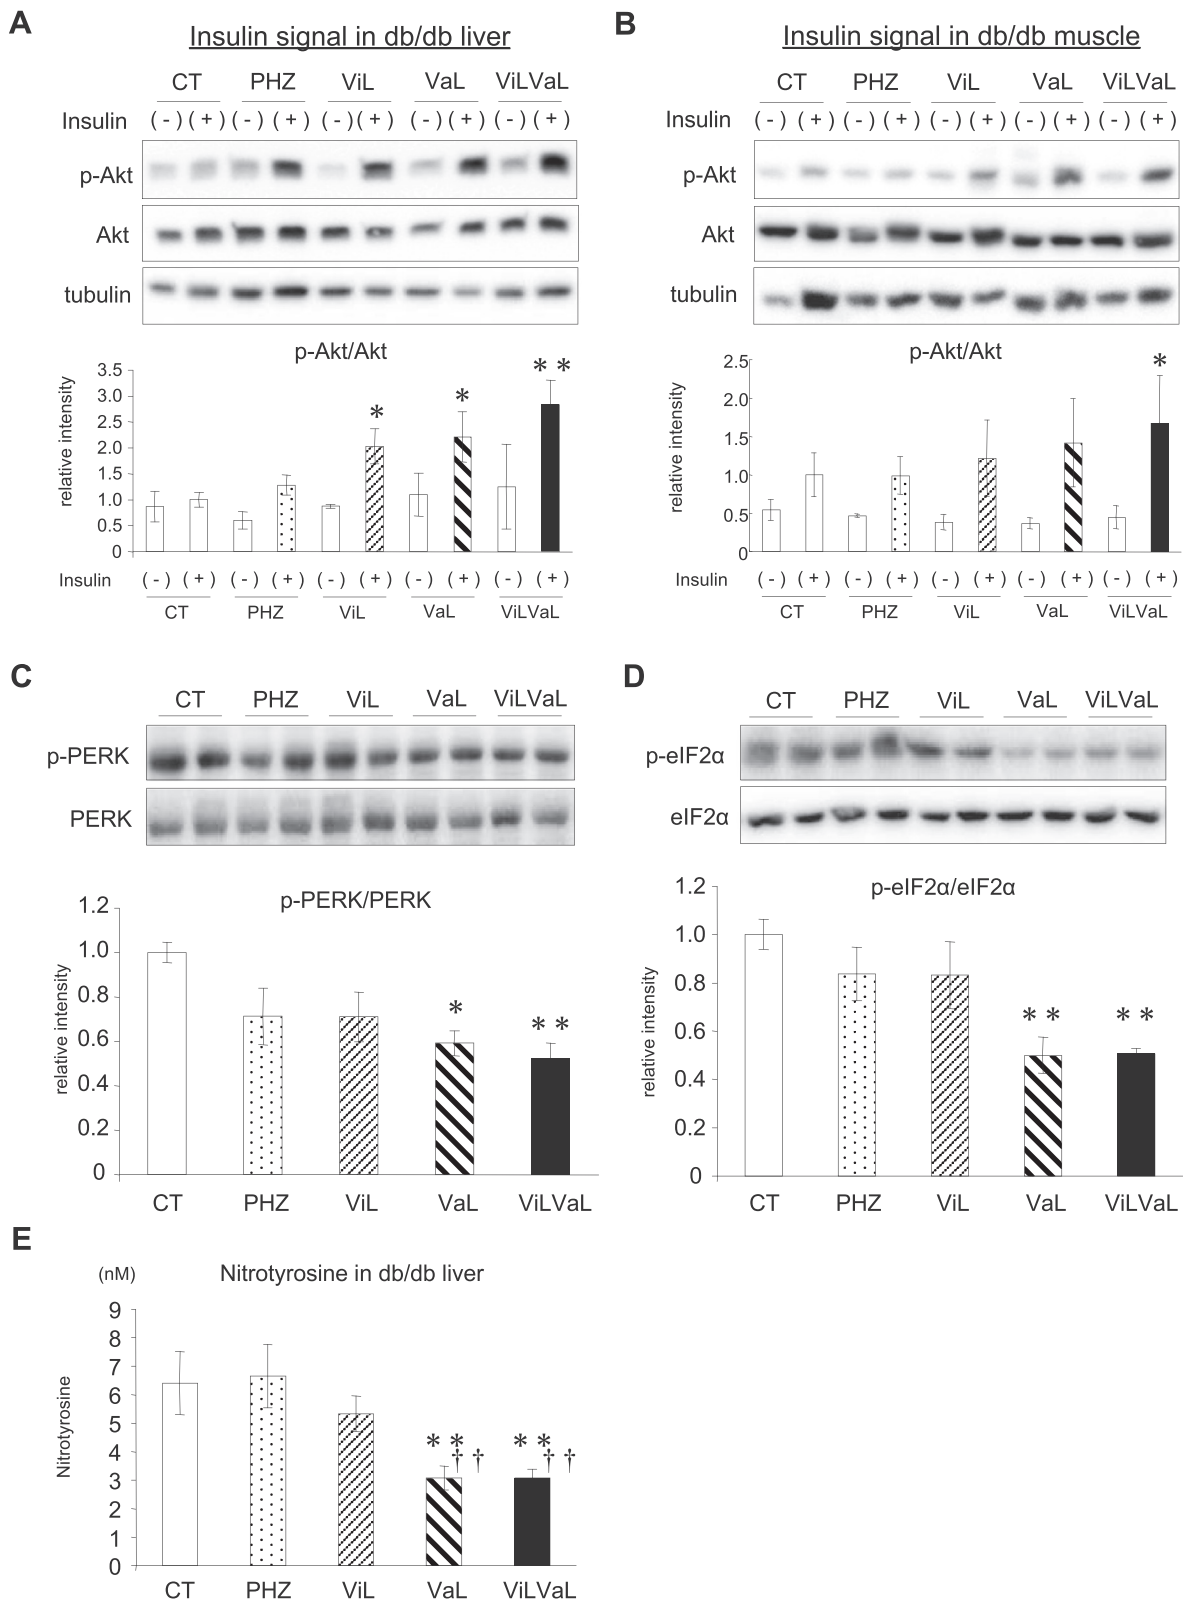 A
Insulin signal in db/db liver
CT PHZ ViL VaL ViLVaL
Insulin (-) (+) (-) (+) (-) (+) (-) (+) (-) (+)
p-Akt
Akt
tubulin
p-Akt/Akt
relative intensity
3.5
3.0
2.5
2.0
1.5
1.0
0.5
0
*
*
* *
Insulin (-) (+) (-) (+) (-) (+) (-) (+) (-) (+)
CT PHZ ViL VaL ViLVaL
B
Insulin signal in db/db muscle
CT PHZ ViL VaL ViLVaL
Insulin (-) (+) (-) (+) (-) (+) (-) (+) (-) (+)
p-Akt
Akt
tubulin
p-Akt/Akt
relative intensity
2.5
2.0
1.5
1.0
0.5
0
*
Insulin (-) (+) (-) (+) (-) (+) (-) (+) (-) (+)
CT PHZ ViL VaL ViLVaL
C
CT PHZ ViL VaL ViLVaL
p-PERK
PERK
p-PERK/PERK
relative intensity
1.2
1.0
0.8
0.6
0.4
0.2
0
*
* *
CT PHZ ViL VaL ViLVaL
D
CT PHZ ViL VaL ViLVaL
p-eIF2α
eIF2α
p-eIF2α/eIF2α
relative intensity
1.2
1.0
0.8
0.6
0.4
0.2
0
* * * *
CT PHZ ViL VaL ViLVaL
E
(nM) Nitrotyrosine in db/db liver
Nitrotyrosine
9
8
7
6
5
4
3
2
1
0
* * * *
† † † †
CT PHZ ViL VaL ViLVaL